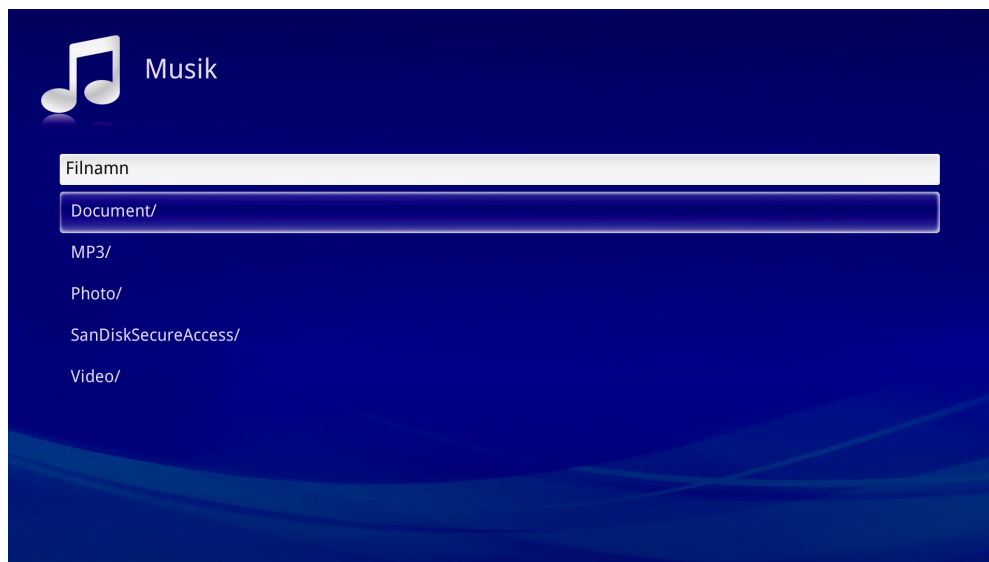 Musik
Filnamn
Document/
MP3/
Photo/
SanDiskSecureAccess/
Video/